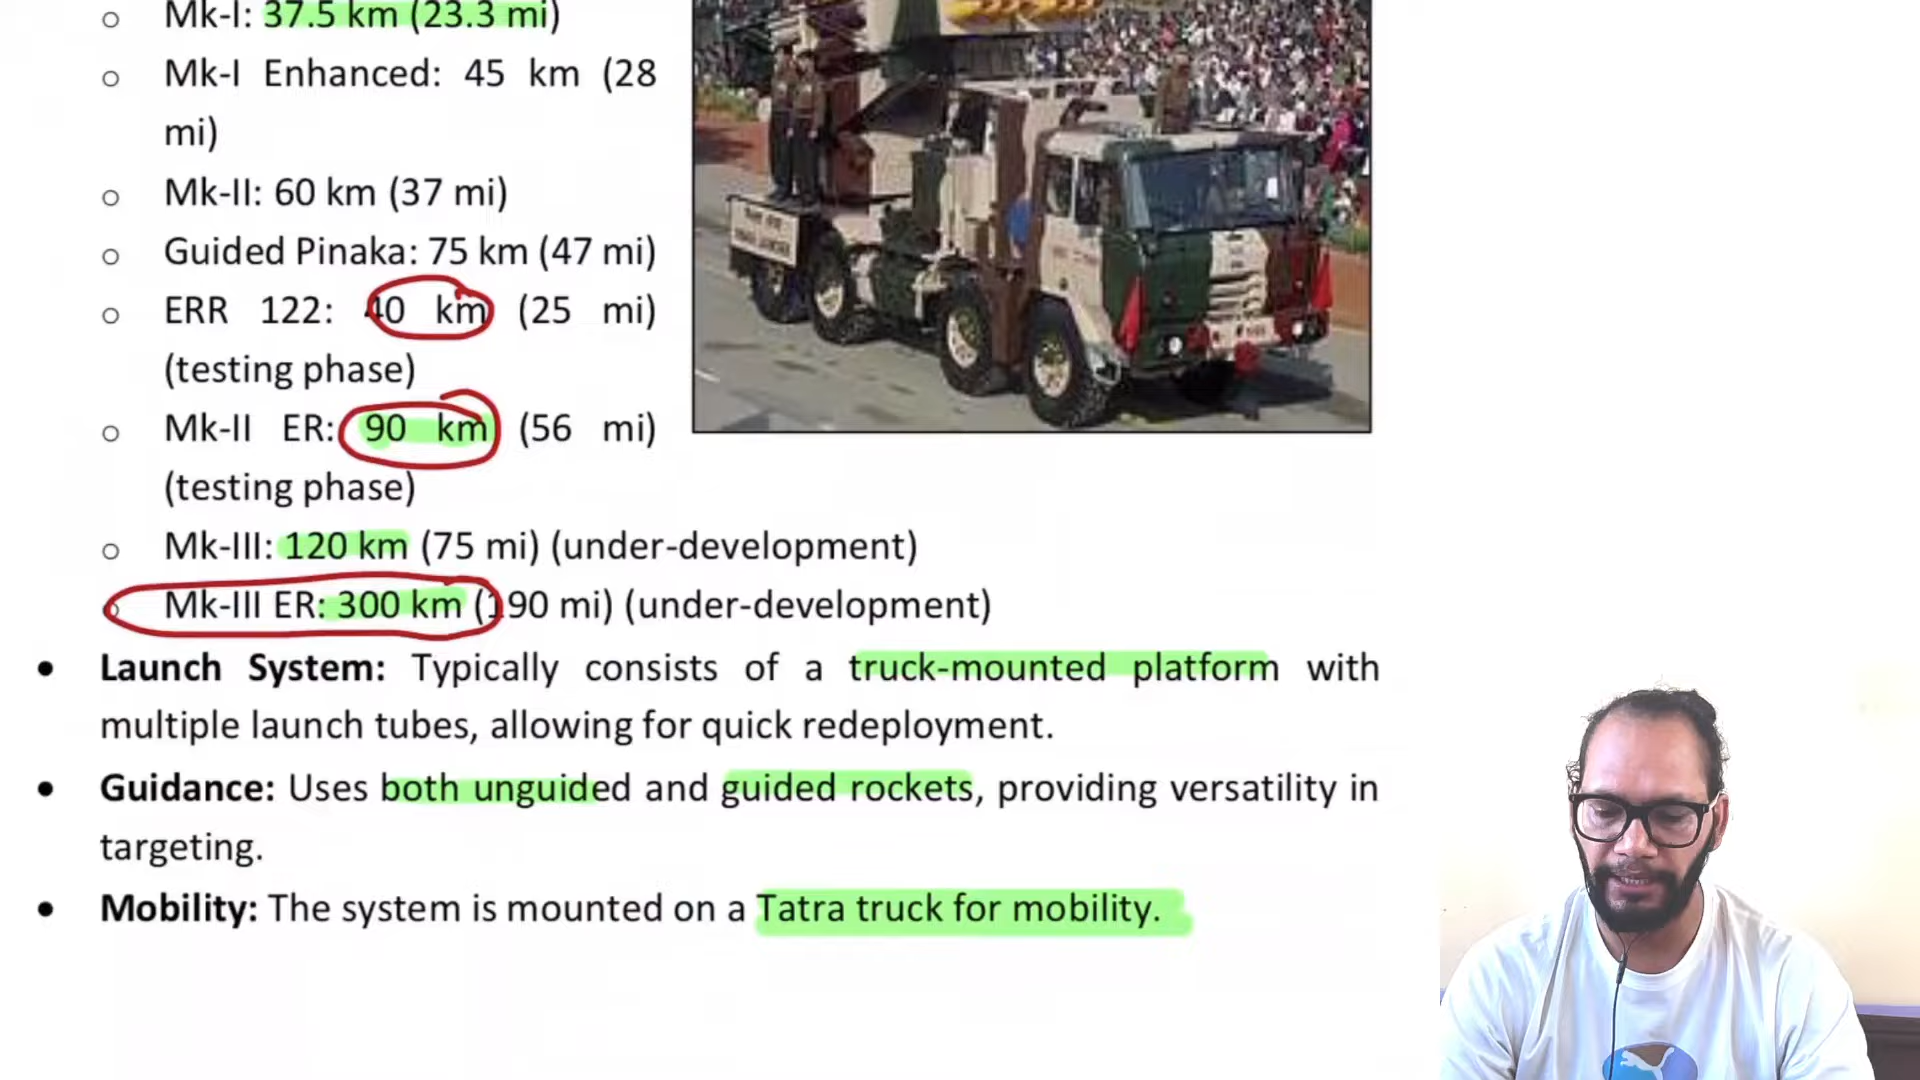 Mk-I: 37.5 km (23.3 mi)
Mk-I Enhanced: 45 km (28
mi)
Mk-II: 60 km (37 mi)
Guided Pinaka: 75 km (47 mi)
ERR 122: 40 km (25 mi)
(testing phase)
Mk-II ER: 90 km (56 mi)
(testing phase)
Mk-III: 120 km (75 mi) (under-development)
Mk-III ER: 300 km (190 mi) (under-development)
Launch System: Typically consists of a truck-mounted platform with
multiple launch tubes, allowing for quick redeployment.
Guidance: Uses both unguided and guided rockets, providing versatility in
targeting.
Mobility: The system is mounted on a Tatra truck for mobility.